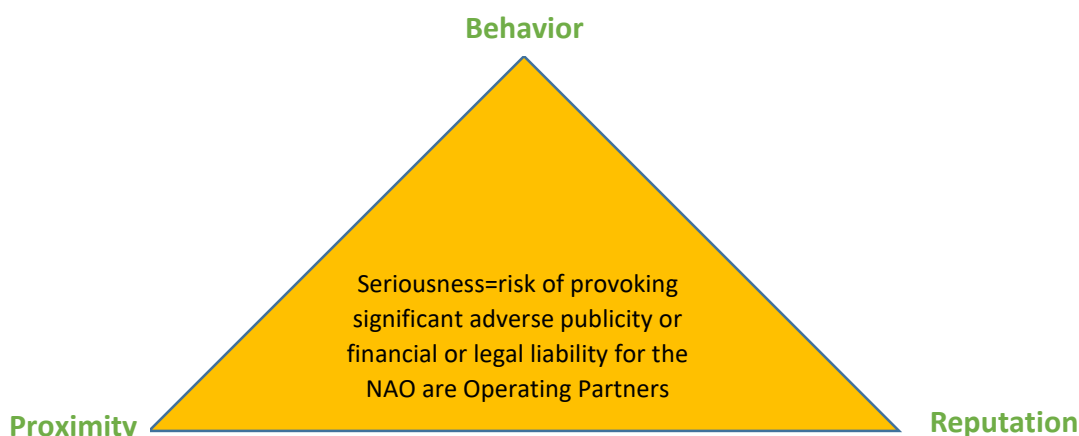 Behavior
Seriousness=risk of provoking
significant adverse publicity or
financial or legal liability for the
NAO are Operating Partners
Proximity
Reputation